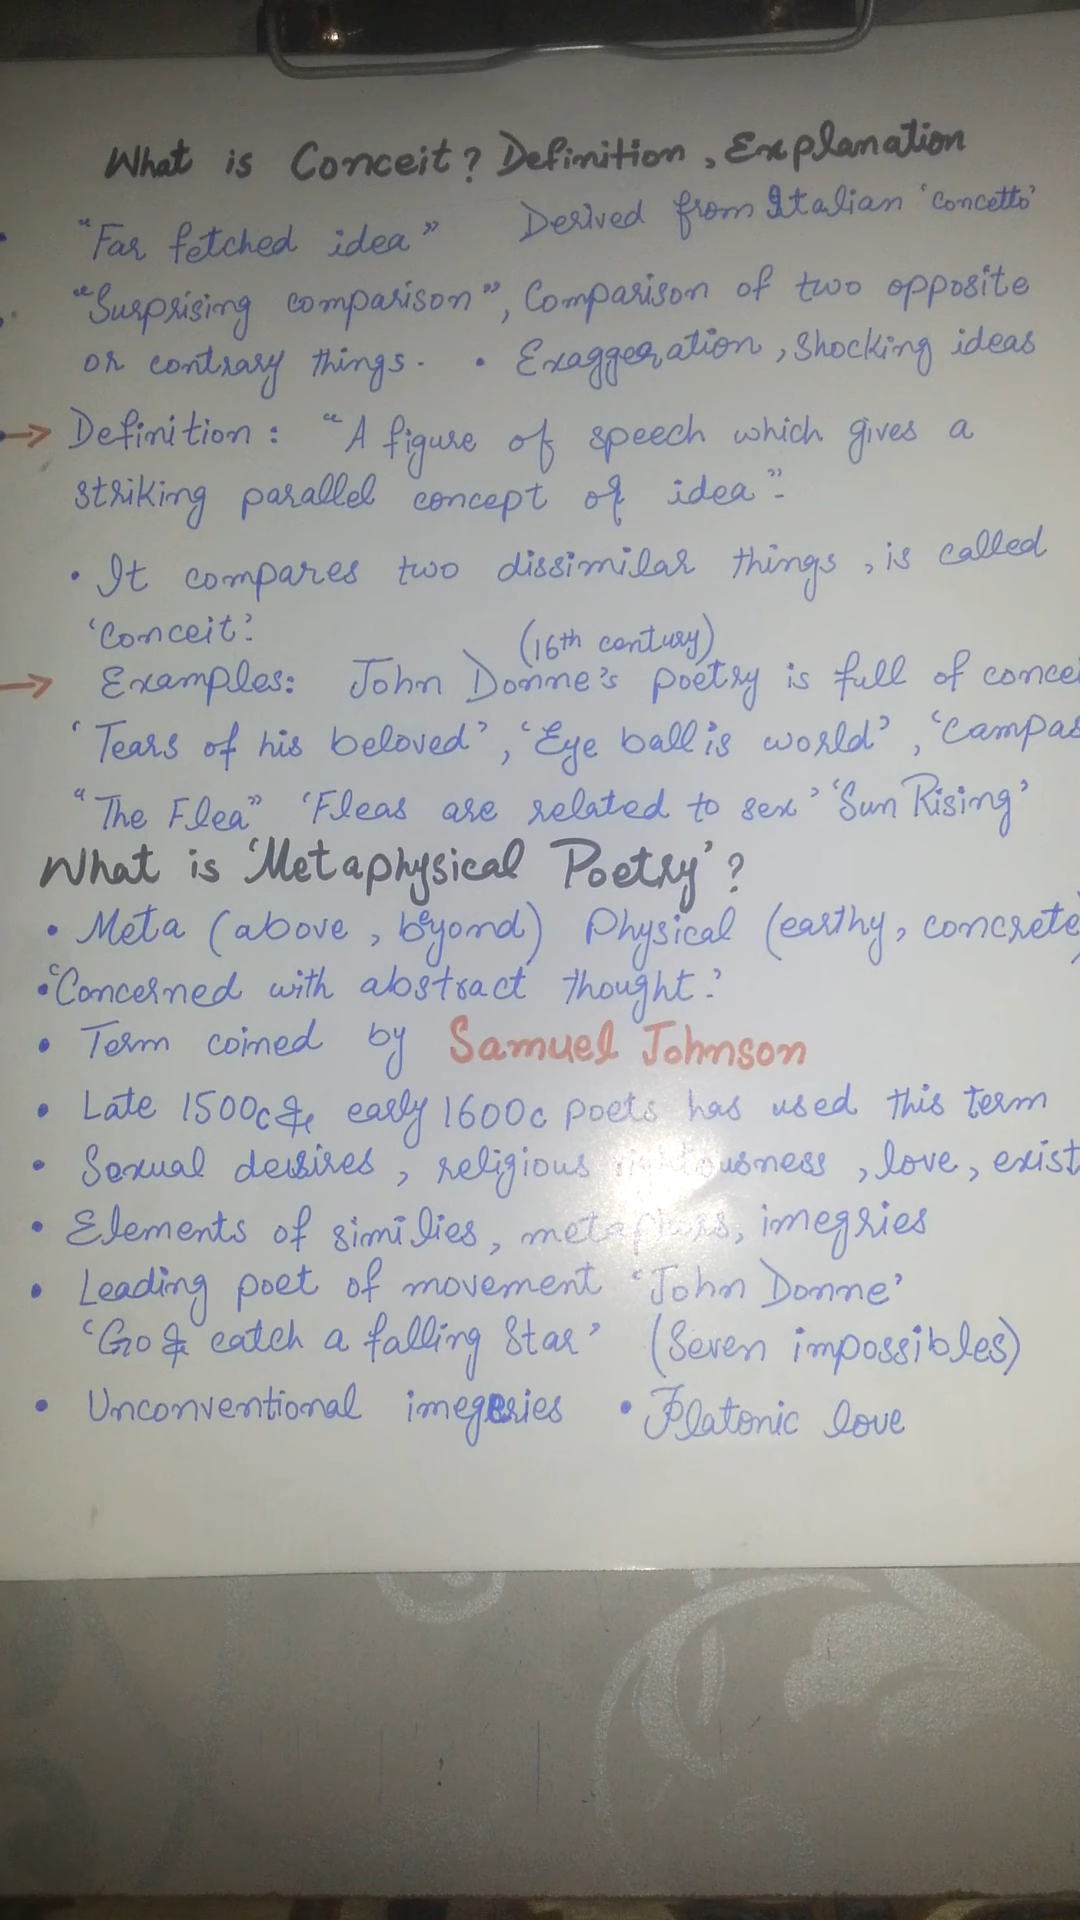 What is Conceit? Definition, Explanation
"Far fetched idea" Derived from Italian 'concetto'
"Surprising comparison", Comparison of two opposite
or contrary things. • Exaggeration, Shocking ideas
→ Definition: "A figure of speech which gives a
striking parallel concept of idea".
• It compares two dissimilar things, is called
'Conceit'.
(16th century)
→ Examples: John Donne's poetry is full of concei
'Tears of his beloved', 'Eye ball is world', 'Campas
"The Flea" 'Fleas are related to sex' 'Sun Rising'
What is 'Metaphysical Poetry'?
• Meta (above, beyond) Physical (earthy, concrete)
• 'Concerned with abstract thought.'
• Term coined by Samuel Johnson
• Late 1500c & early 1600c poets has used this term
• Sexual desires, religious , love, exist
• Elements of similies, metaphors, imegries
• Leading poet of movement 'John Donne'
'Go & catch a falling Star' (Seven impossibles)
• Unconventional imegeries • Platonic love